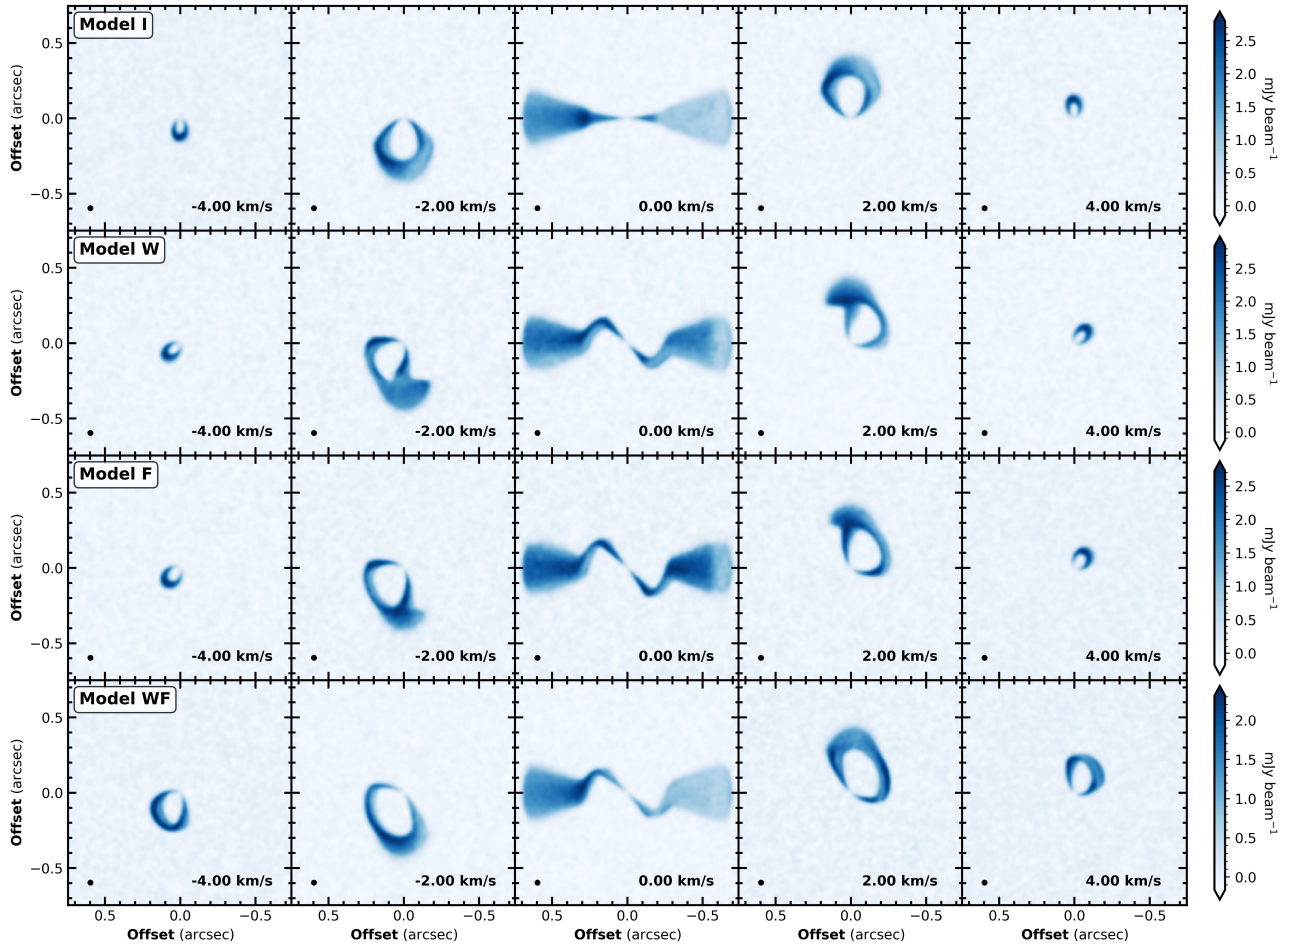 Model I
Offset (arcsec)
0.5
0.0
−0.5
-4.00 km/s
-2.00 km/s
0.00 km/s
2.00 km/s
4.00 km/s
2.5
2.0
1.5
1.0
0.5
0.0
mJy beam−1
Model W
Offset (arcsec)
0.5
0.0
−0.5
-4.00 km/s
-2.00 km/s
0.00 km/s
2.00 km/s
4.00 km/s
2.5
2.0
1.5
1.0
0.5
0.0
mJy beam−1
Model F
Offset (arcsec)
0.5
0.0
−0.5
-4.00 km/s
-2.00 km/s
0.00 km/s
2.00 km/s
4.00 km/s
2.5
2.0
1.5
1.0
0.5
0.0
mJy beam−1
Model WF
Offset (arcsec)
0.5
0.0
−0.5
-4.00 km/s
-2.00 km/s
0.00 km/s
2.00 km/s
4.00 km/s
2.0
1.5
1.0
0.5
0.0
mJy beam−1
0.5 0.0 −0.5 0.5 0.0 −0.5 0.5 0.0 −0.5 0.5 0.0 −0.5 0.5 0.0 −0.5
Offset (arcsec) Offset (arcsec) Offset (arcsec) Offset (arcsec) Offset (arcsec)